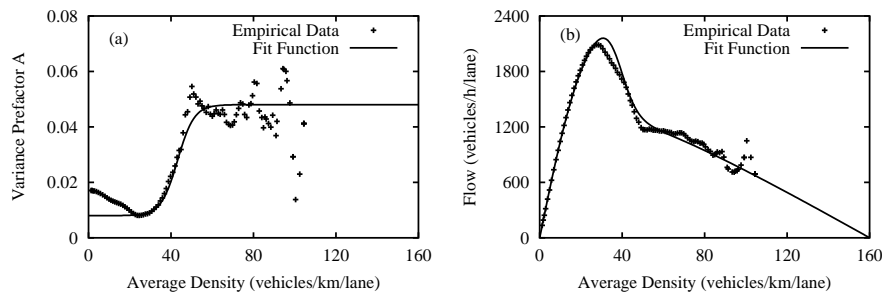 (a)
Empirical Data
Fit Function
Variance Prefactor A
0.08
0.06
0.04
0.02
0
0 40 80 120 160
Average Density (vehicles/km/lane)
(b)
Empirical Data
Fit Function
Flow (vehicles/h/lane)
2400
1800
1200
600
0
0 40 80 120 160
Average Density (vehicles/km/lane)